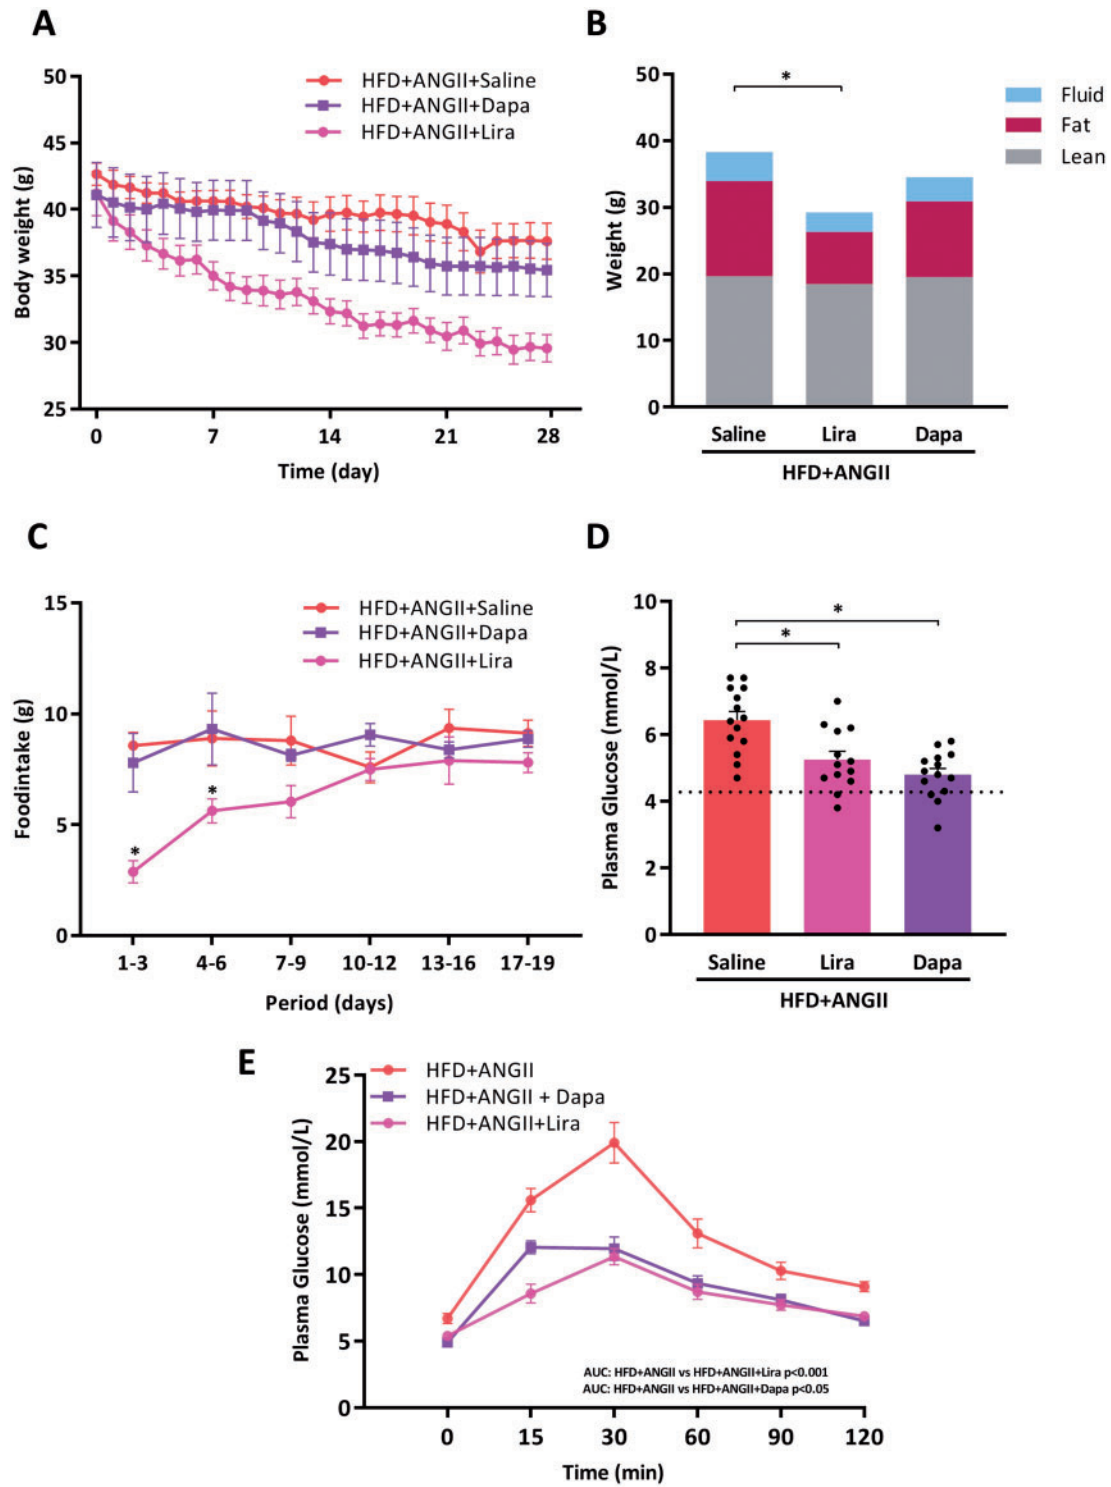 A
HFD+ANGII+Saline
HFD+ANGII+Dapa
HFD+ANGII+Lira
50
45
40
35
30
25
Body weight (g)
0 7 14 21 28
Time (day)
B
*
Fluid
Fat
Lean
50
40
30
20
10
0
Weight (g)
Saline Lira Dapa
HFD+ANGII
C
HFD+ANGII+Saline
HFD+ANGII+Dapa
HFD+ANGII+Lira
15
10
5
0
Foodintake (g)
*
*
1-3 4-6 7-9 10-12 13-16 17-19
Period (days)
D
*
*
10
8
6
4
2
0
Plasma Glucose (mmol/L)
Saline Lira Dapa
HFD+ANGII
E
HFD+ANGII
HFD+ANGII + Dapa
HFD+ANGII+Lira
25
20
15
10
5
0
Plasma Glucose (mmol/L)
AUC: HFD+ANGII vs HFD+ANGII+Lira p<0.001
AUC: HFD+ANGII vs HFD+ANGII+Dapa p<0.05
0 15 30 60 90 120
Time (min)